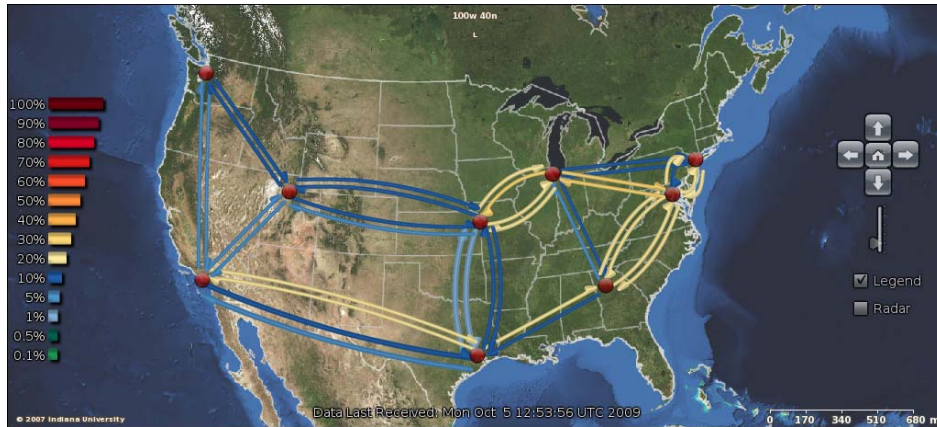 100w 40n
L
100%
90%
80%
70%
60%
50%
40%
30%
20%
10%
5%
1%
0.5%
0.1%
Legend
Radar
© 2007 Indiana University
Data Last Received: Mon Oct 5 12:53:56 UTC 2009
0 170 340 510 680 m